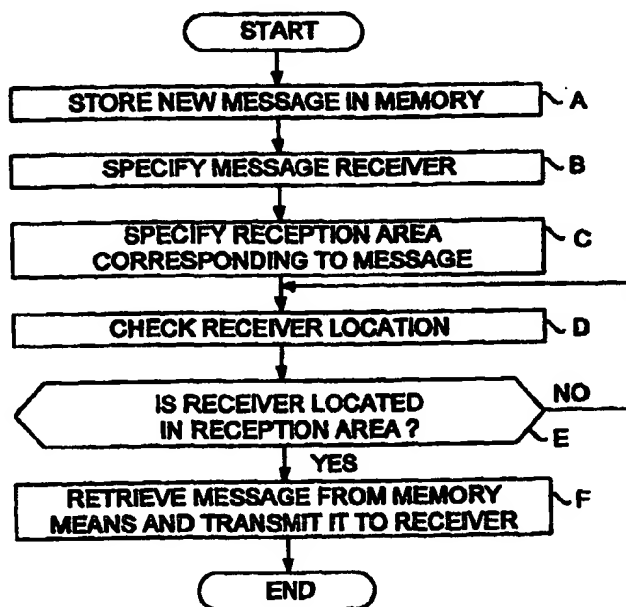 START
STORE NEW MESSAGE IN MEMORY
A
SPECIFY MESSAGE RECEIVER
B
SPECIFY RECEPTION AREA
CORRESPONDING TO MESSAGE
C
CHECK RECEIVER LOCATION
D
IS RECEIVER LOCATED
IN RECEPTION AREA ?
NO
E
YES
RETRIEVE MESSAGE FROM MEMORY
MEANS AND TRANSMIT IT TO RECEIVER
F
END